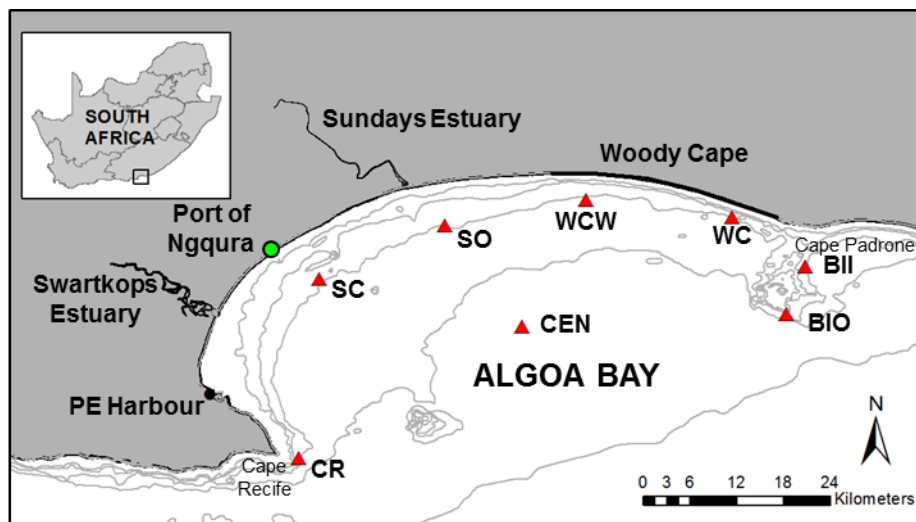 SOUTH
AFRICA
Sundays Estuary
Woody Cape
Port of
Ngqura
WCW
WC
SO
Cape Padrone
BII
SC
Swartkops
Estuary
BIO
CEN
ALGOA BAY
PE Harbour
N
CR
Cape
Recife
0 3 6 12 18 24
Kilometers